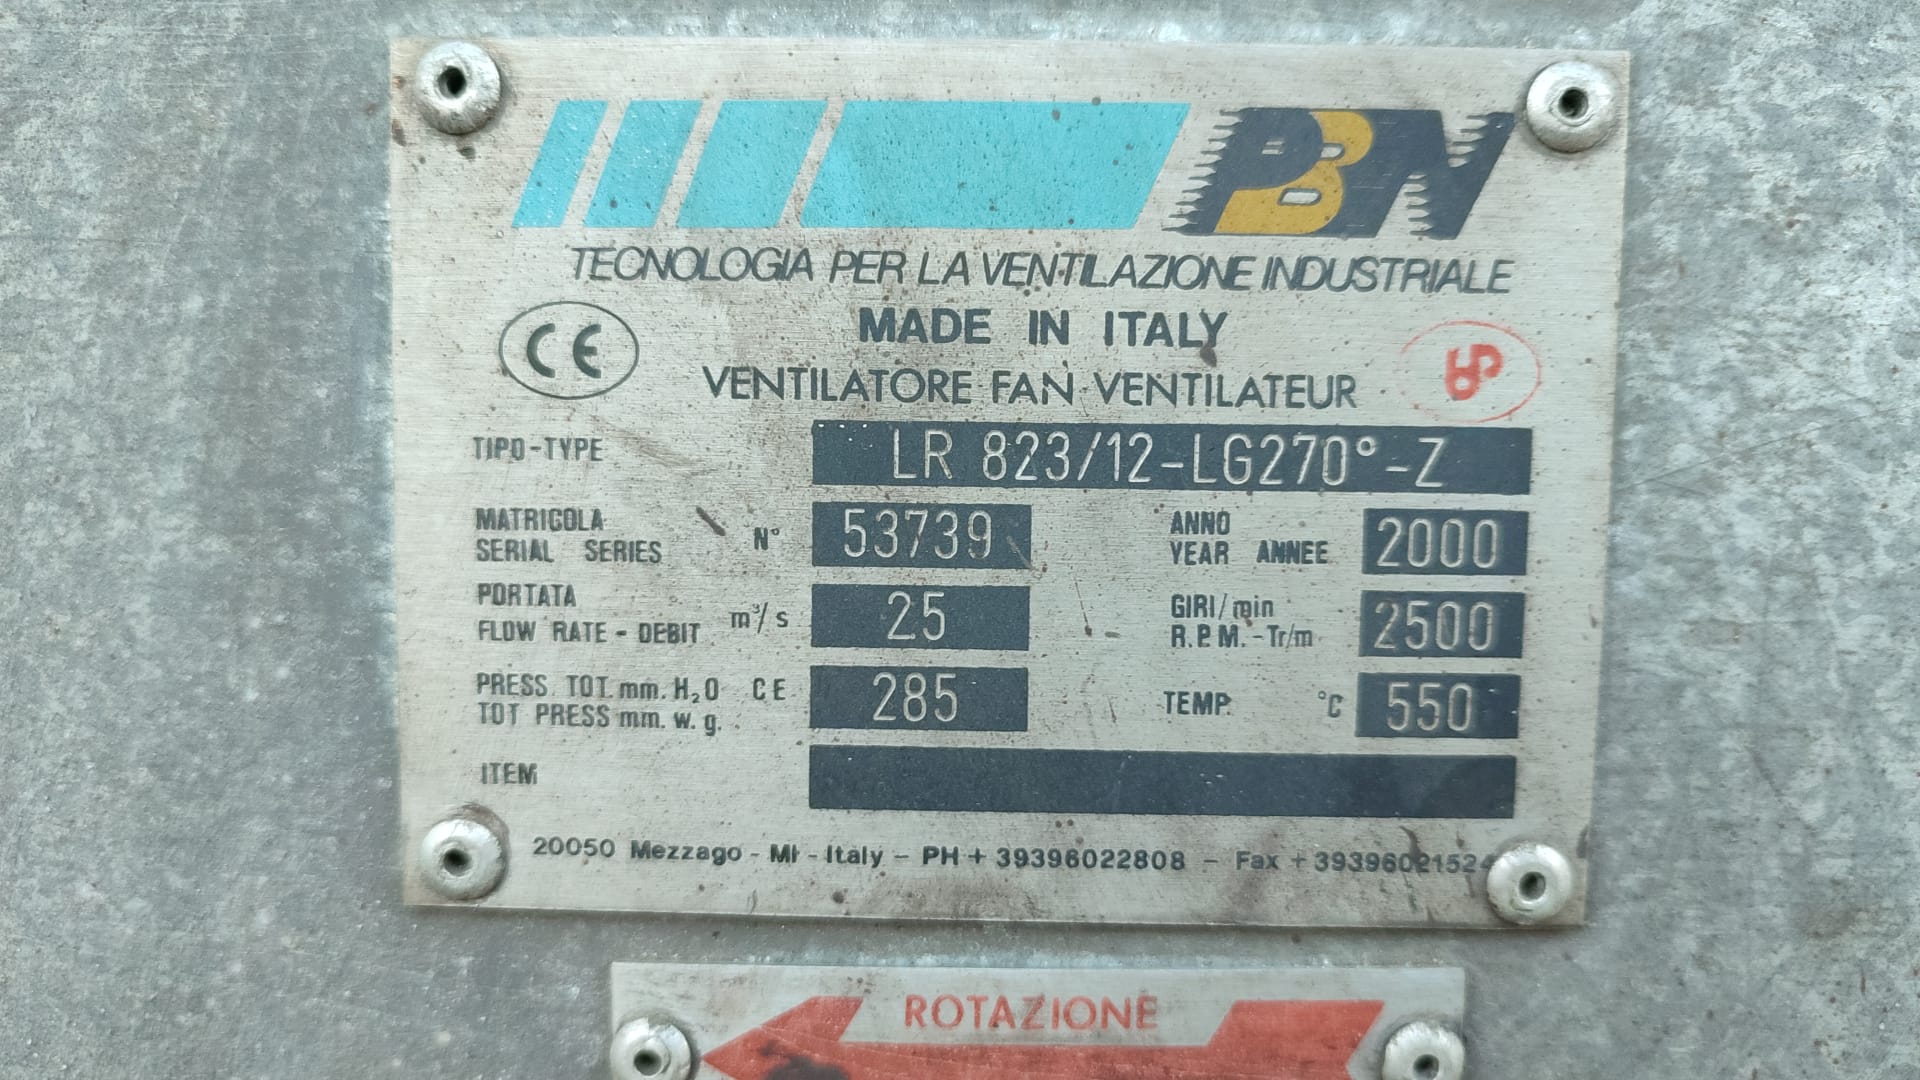 PBN
TECNOLOGIA PER LA VENTILAZIONE INDUSTRIALE
MADE IN ITALY
CE
VENTILATORE FAN VENTILATEUR
TIPO-TYPE LR 823/12-LG270°-Z
MATRICOLA
SERIAL SERIES N° 53739
ANNO
YEAR ANNEE 2000
PORTATA
FLOW RATE - DEBIT m³/s 25
GIRI/min
R.P.M.-Tr/m 2500
PRESS. TOT. mm. H₂O CE
TOT PRESS mm. w. g. 285
TEMP. °C 550
ITEM
20050 Mezzago - MI - Italy - PH + 39396022808 - Fax + 3939602152
ROTAZIONE